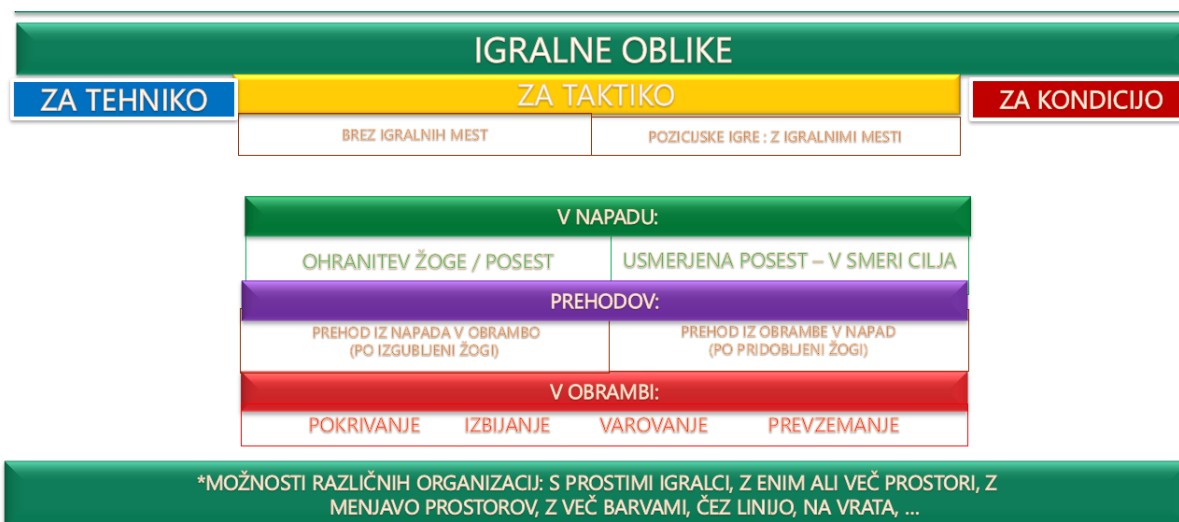 IGRALNE OBLIKE
ZA TEHNIKO
ZA TAKTIKO
ZA KONDICIJO
BREZ IGRALNIH MEST
POZICIJSKE IGRE : Z IGRALNIMI MESTI
V NAPADU:
OHRANITEV ŽOGE / POSEST
USMERJENA POSEST – V SMERI CILJA
PREHODOV:
PREHOD IZ NAPADA V OBRAMBO
(PO IZGUBLJENI ŽOGI)
PREHOD IZ OBRAMBE V NAPAD
(PO PRIDOBLJENI ŽOGI)
V OBRAMBI:
POKRIVANJE IZBIJANJE VAROVANJE PREVZEMANJE
*MOŽNOSTI RAZLIČNIH ORGANIZACIJ: S PROSTIMI IGRALCI, Z ENIM ALI VEČ PROSTORI, Z
MENJAVO PROSTOROV, Z VEČ BARVAMI, ČEZ LINIJO, NA VRATA, ...